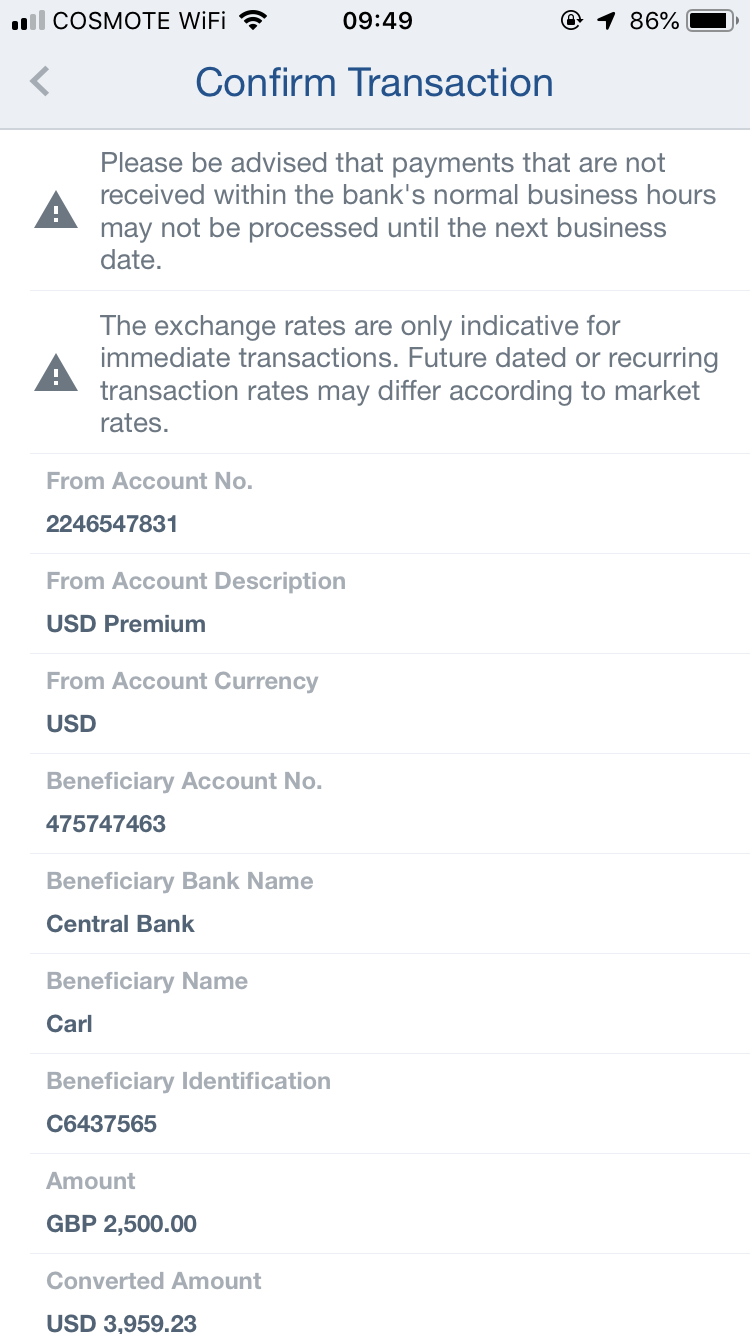 COSMOTE WiFi 09:49 86%
Confirm Transaction
Please be advised that payments that are not
received within the bank's normal business hours
may not be processed until the next business
date.
The exchange rates are only indicative for
immediate transactions. Future dated or recurring
transaction rates may differ according to market
rates.
From Account No.
2246547831
From Account Description
USD Premium
From Account Currency
USD
Beneficiary Account No.
475747463
Beneficiary Bank Name
Central Bank
Beneficiary Name
Carl
Beneficiary Identification
C6437565
Amount
GBP 2,500.00
Converted Amount
USD 3,959.23